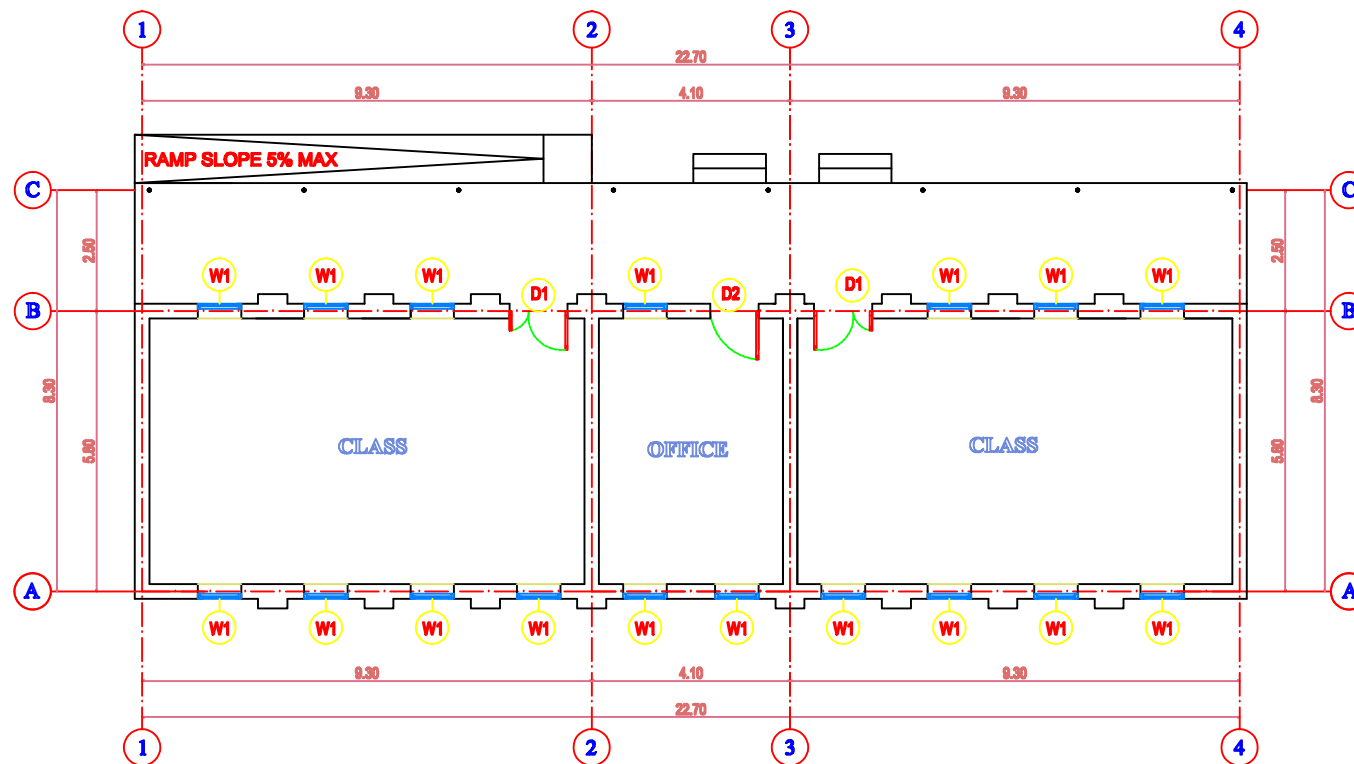 1 2 3 4
22.70
9.30 4.10 9.30
RAMP SLOPE 5% MAX
C C
2.50 2.50
W1 W1 W1 D1 W1 D2 D1 W1 W1 W1
B B
8.30 8.30
5.80 5.80
CLASS OFFICE CLASS
A A
W1 W1 W1 W1 W1 W1 W1 W1 W1 W1
9.30 4.10 9.30
22.70
1 2 3 4